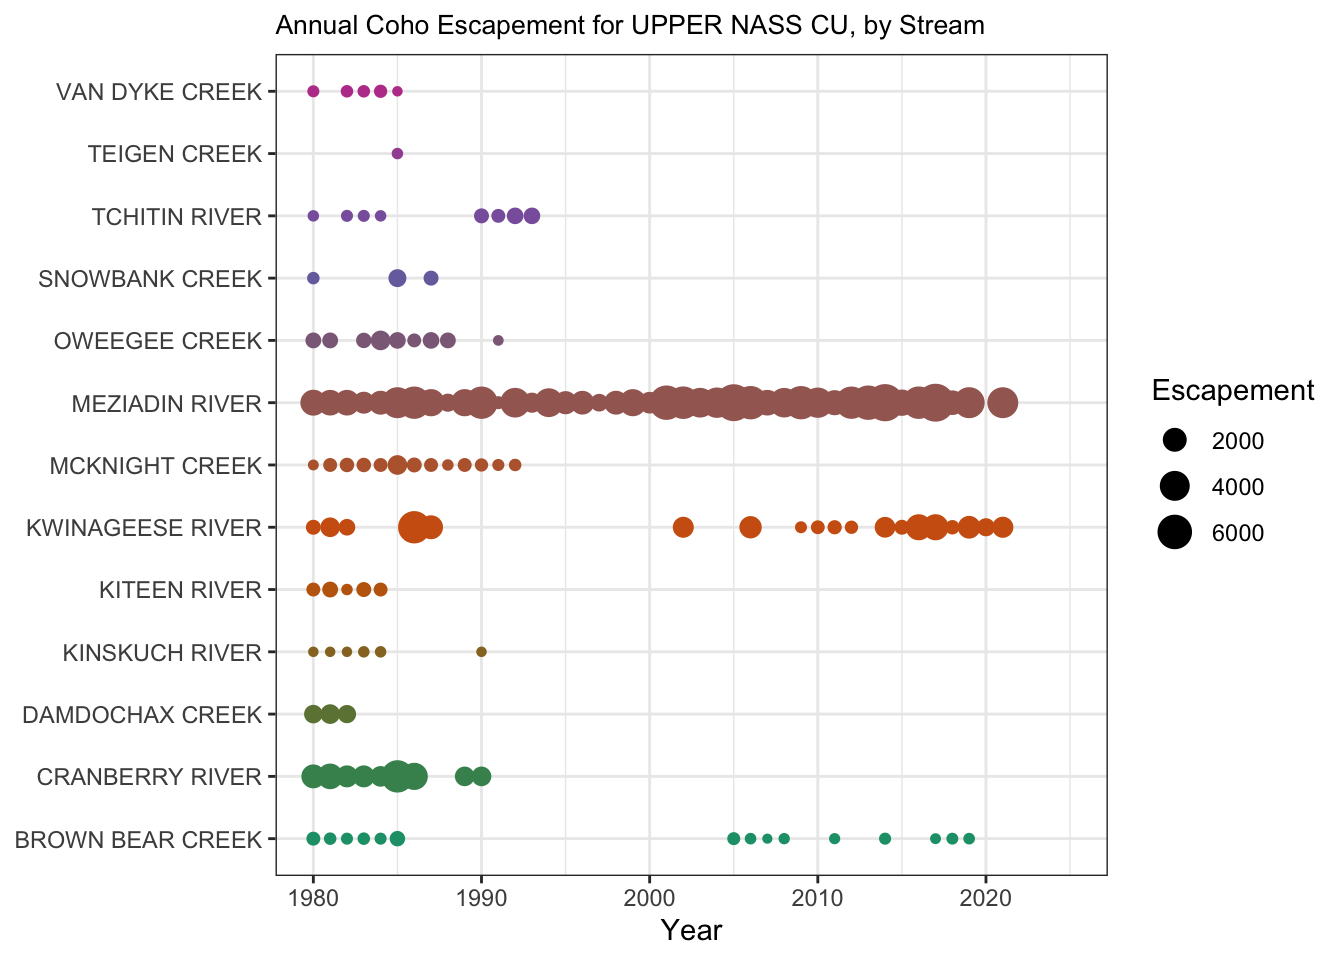 Annual Coho Escapement for UPPER NASS CU, by Stream
VAN DYKE CREEK
TEIGEN CREEK
TCHITIN RIVER
SNOWBANK CREEK
OWEEGEE CREEK
MEZIADIN RIVER
MCKNIGHT CREEK
KWINAGEESE RIVER
KITEEN RIVER
KINSKUCH RIVER
DAMDOCHAX CREEK
CRANBERRY RIVER
BROWN BEAR CREEK
1980 1990 2000 2010 2020
Year
Escapement
2000
4000
6000